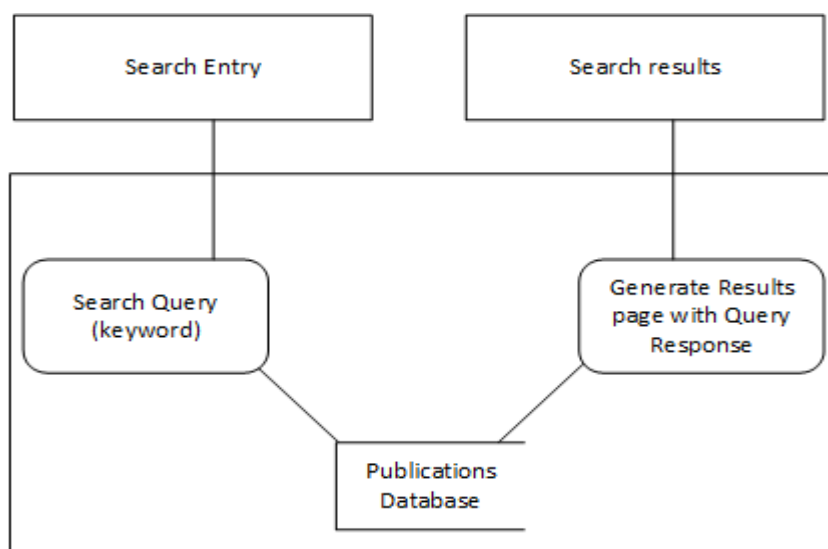 Search Entry
Search results
Search Query
(keyword)
Generate Results
page with Query
Response
Publications
Database